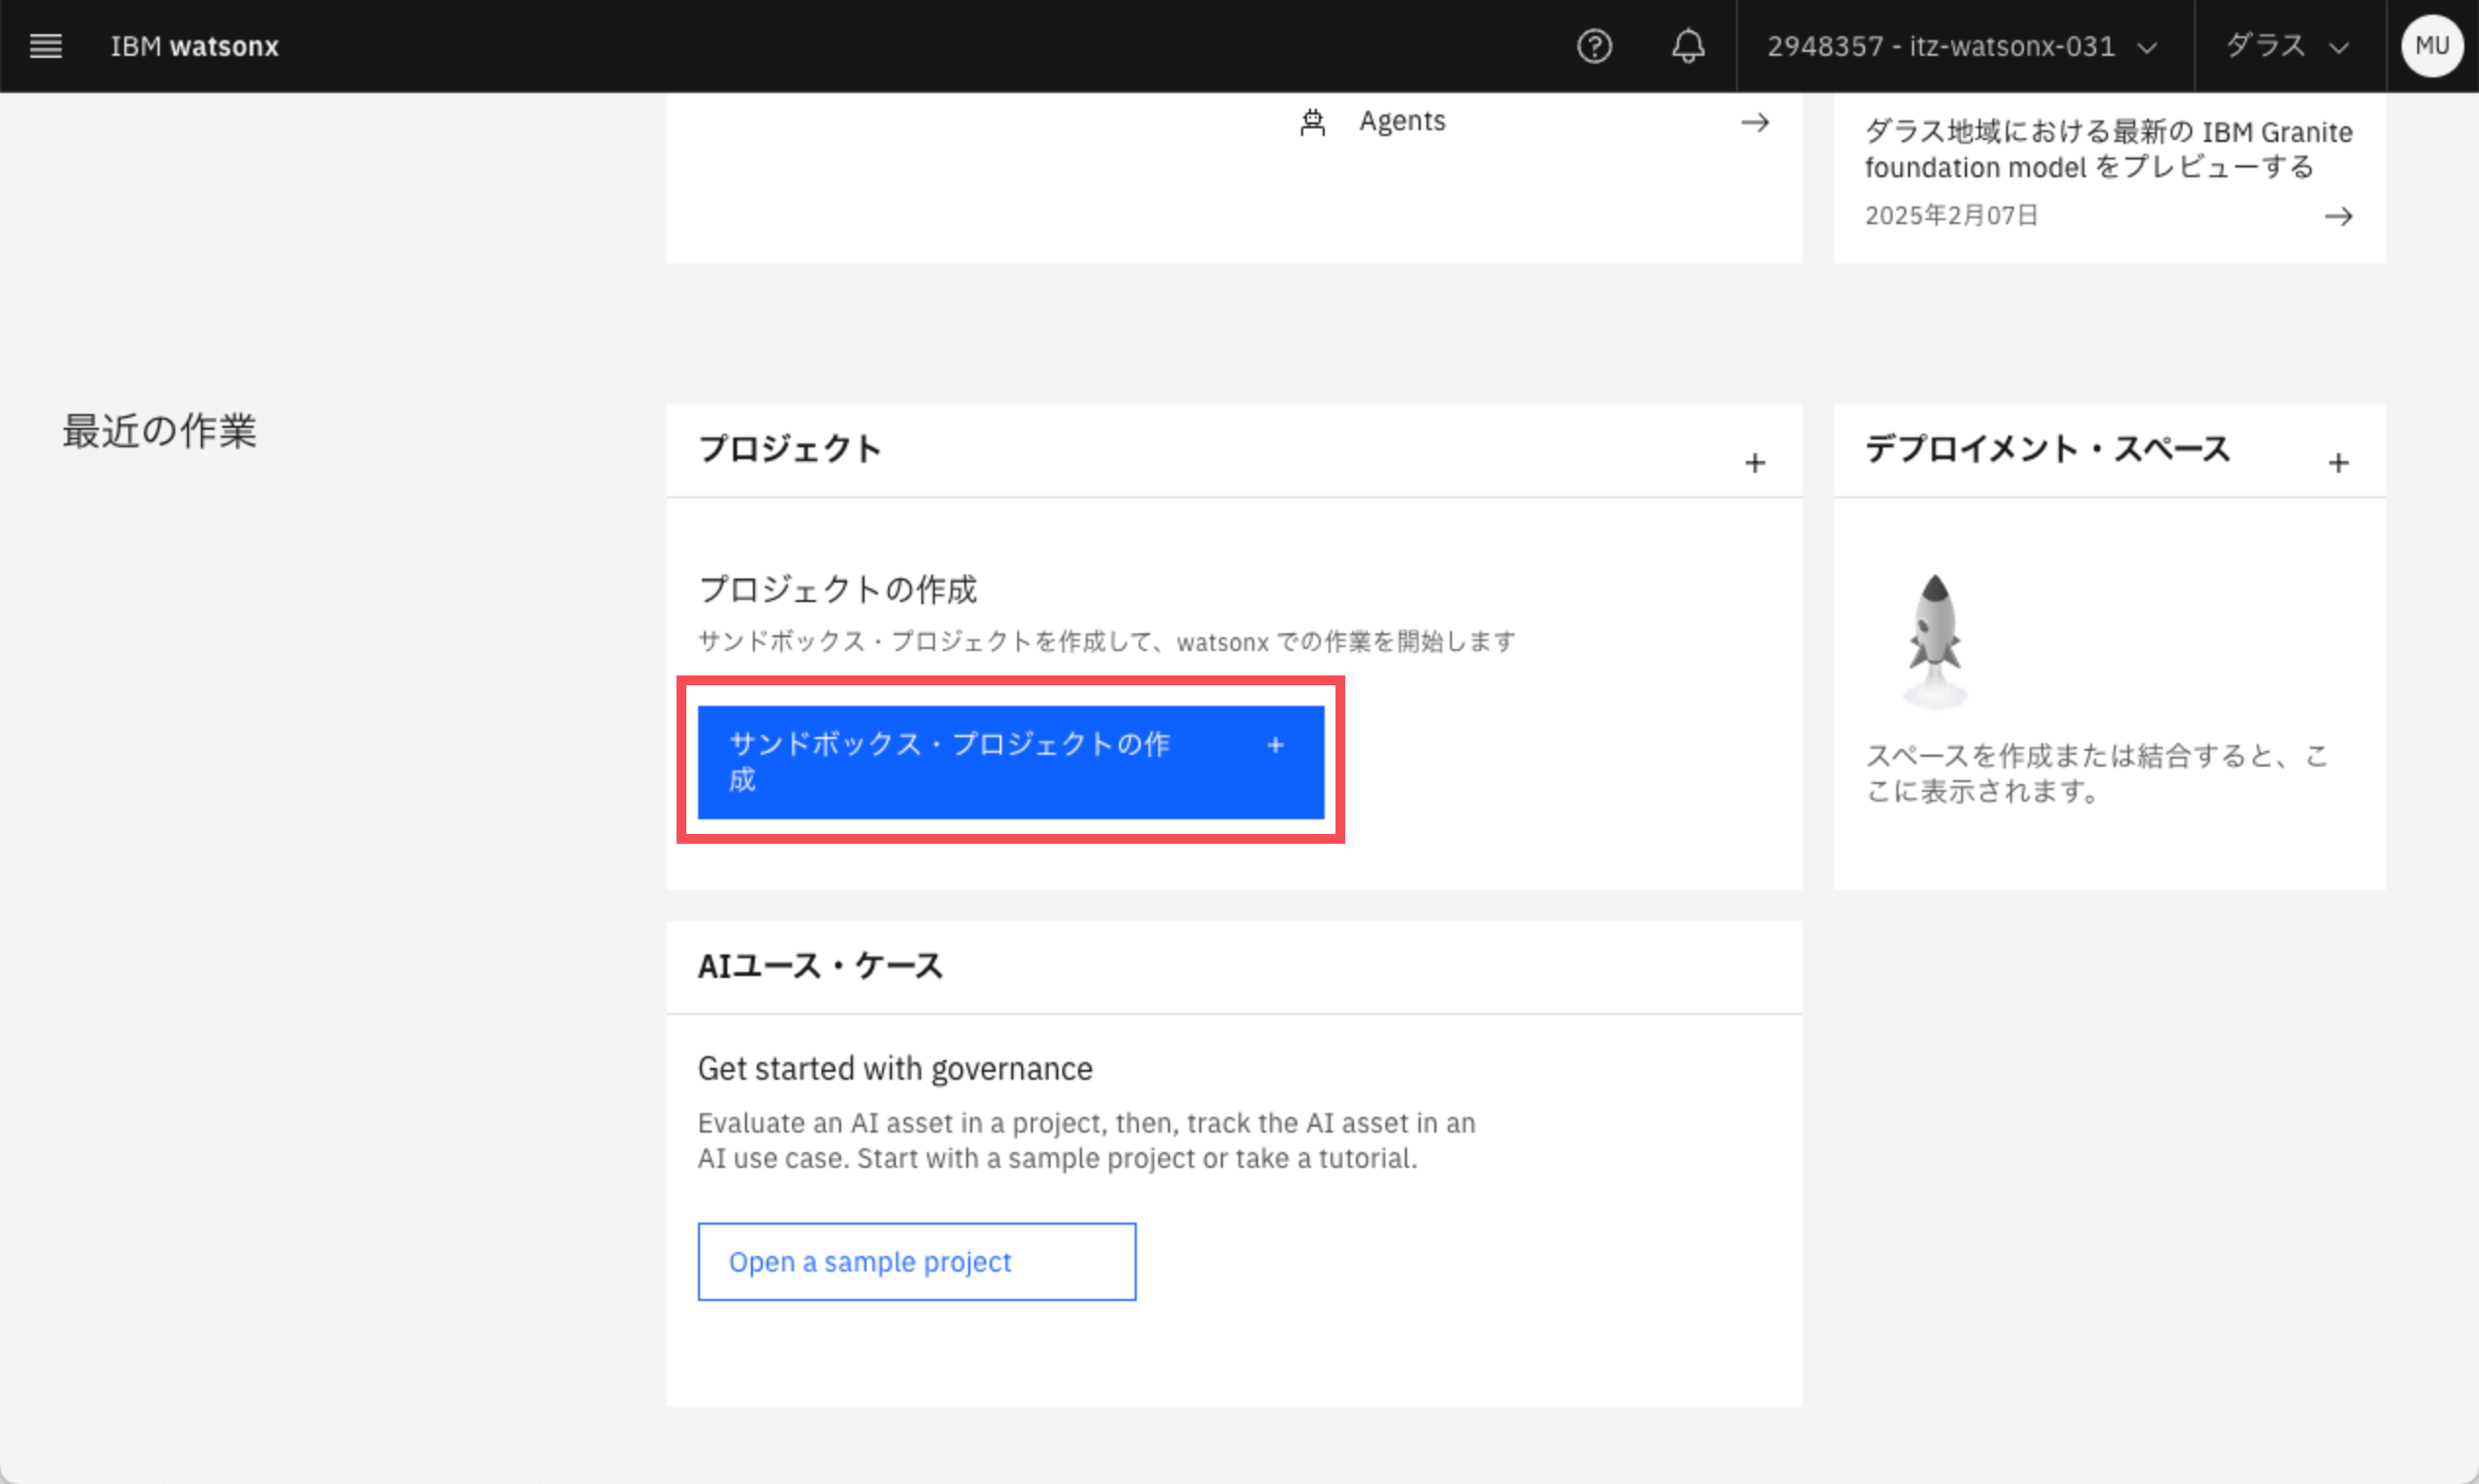 IBM watsonx
2948357 - itz-watsonx-031
ダラス
MU
Agents
ダラス地域における最新の IBM Granite
foundation model をプレビューする
2025年2月07日
最近の作業
プロジェクト
プロジェクトの作成
サンドボックス・プロジェクトを作成して、watsonx での作業を開始します
サンドボックス・プロジェクトの作
成
デプロイメント・スペース
スペースを作成または結合すると、こ
こに表示されます。
AIユース・ケース
Get started with governance
Evaluate an AI asset in a project, then, track the AI asset in an
AI use case. Start with a sample project or take a tutorial.
Open a sample project